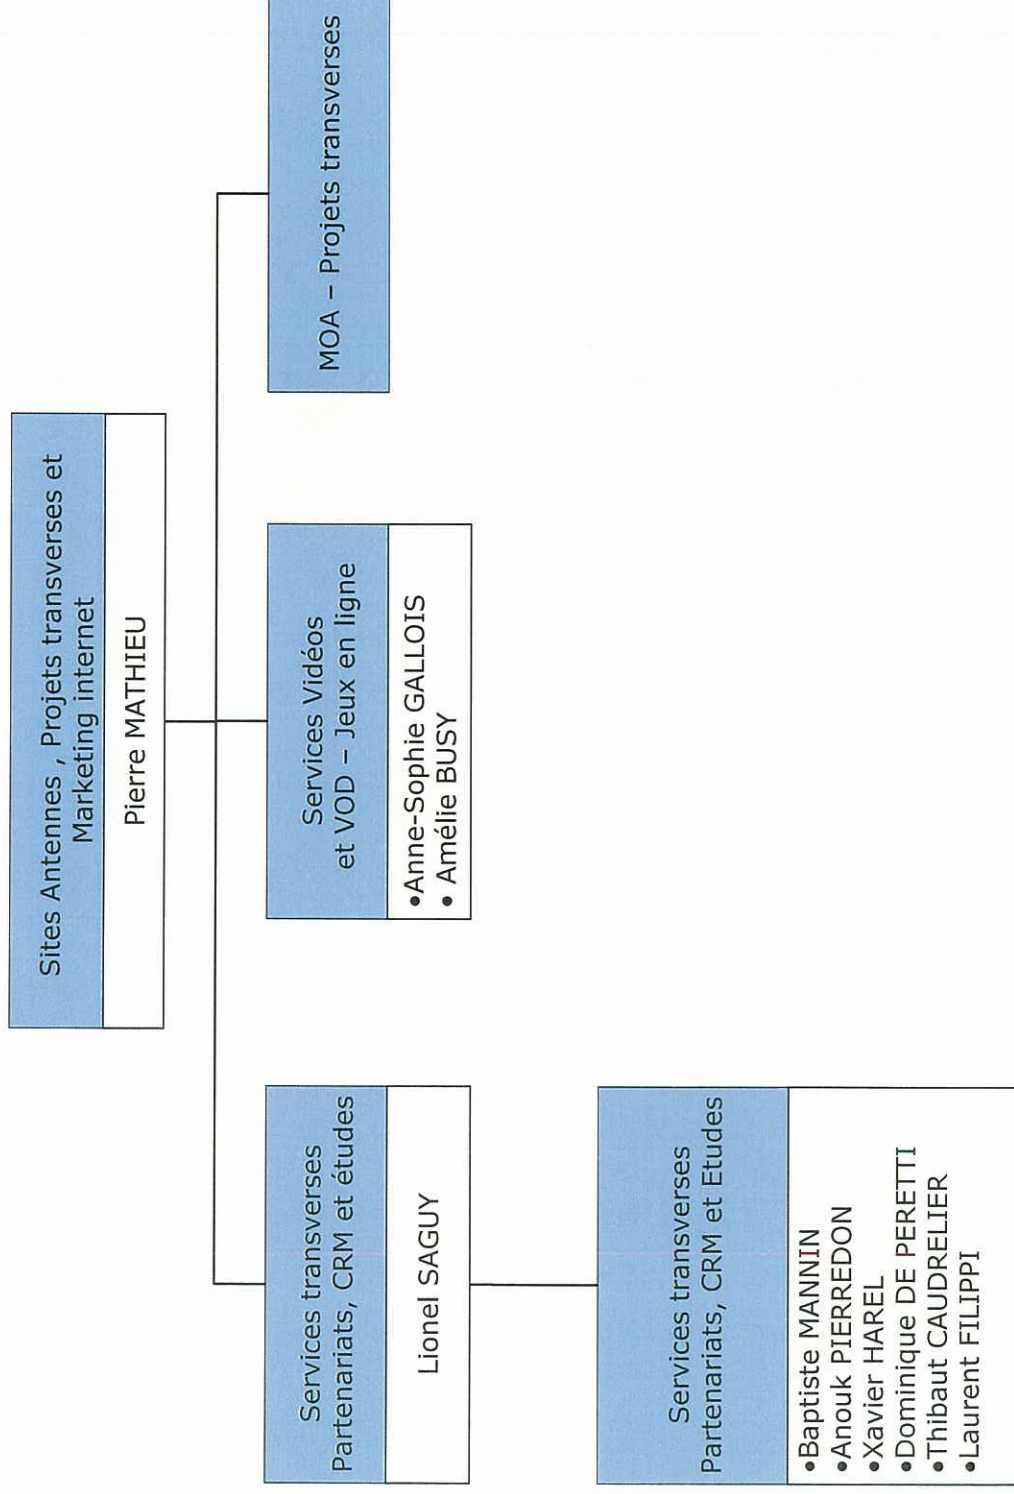 Sites Antennes , Projets transverses et
Marketing internet
Pierre MATHIEU
Services transverses
Partenariats, CRM et études
Lionel SAGUY
Services transverses
Partenariats, CRM et Etudes
•Baptiste MANNIN
•Anouk PIERREDON
•Xavier HAREL
•Dominique DE PERETTI
•Thibaut CAUDRELIER
•Laurent FILIPPI
Services Vidéos
et VOD – Jeux en ligne
•Anne-Sophie GALLOIS
• Amélie BUSY
MOA – Projets transverses